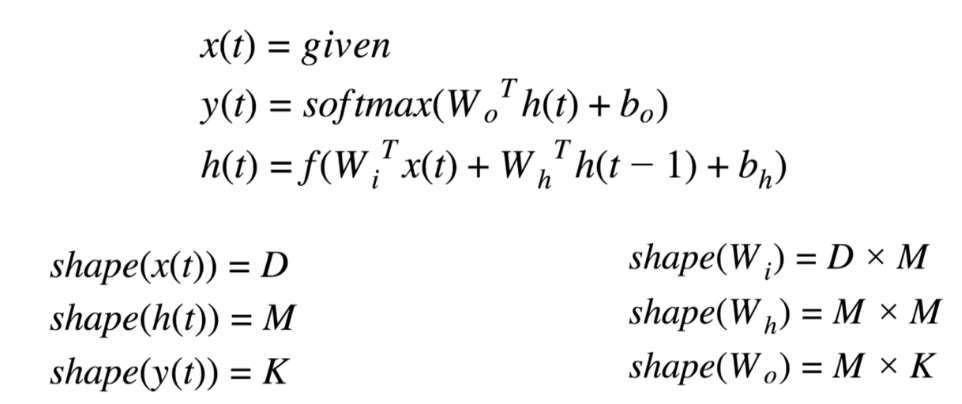 x(t) = given
y(t) = softmax(W_o^T h(t) + b_o)
h(t) = f(W_i^T x(t) + W_h^T h(t − 1) + b_h)
shape(x(t)) = D
shape(h(t)) = M
shape(y(t)) = K
shape(W_i) = D × M
shape(W_h) = M × M
shape(W_o) = M × K